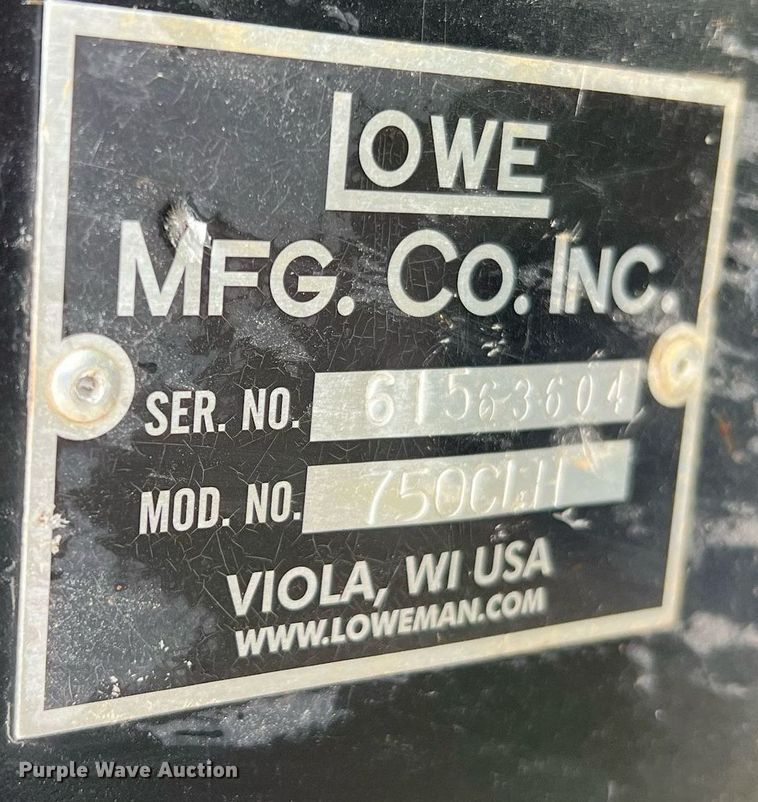 LOWE
MFG. CO. INC.
SER. NO. 61563604
MOD. NO. 750CLH
VIOLA, WI USA
WWW.LOWEMAN.COM
Purple Wave Auction